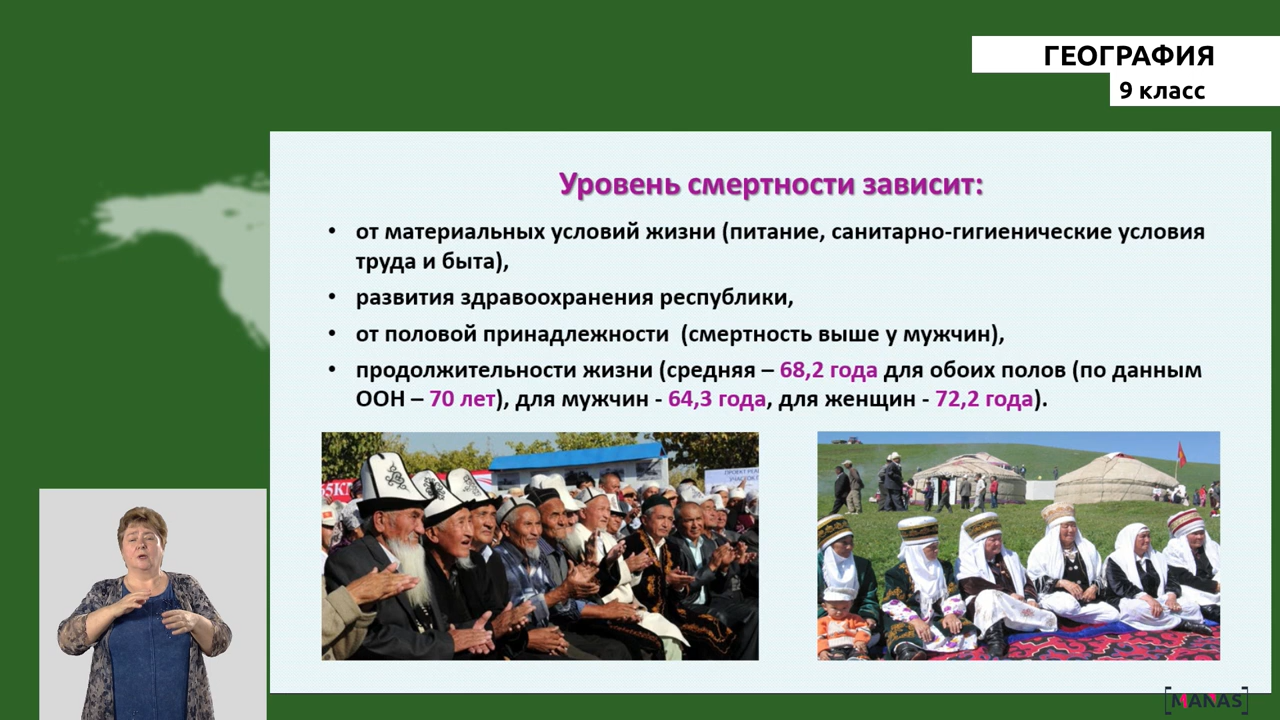 ГЕОГРАФИЯ
9 класс
Уровень смертности зависит:
• от материальных условий жизни (питание, санитарно-гигиенические условия
труда и быта),
• развития здравоохранения республики,
• от половой принадлежности (смертность выше у мужчин),
• продолжительности жизни (средняя – 68,2 года для обоих полов (по данным
ООН – 70 лет), для мужчин - 64,3 года, для женщин - 72,2 года).
[MANAS]